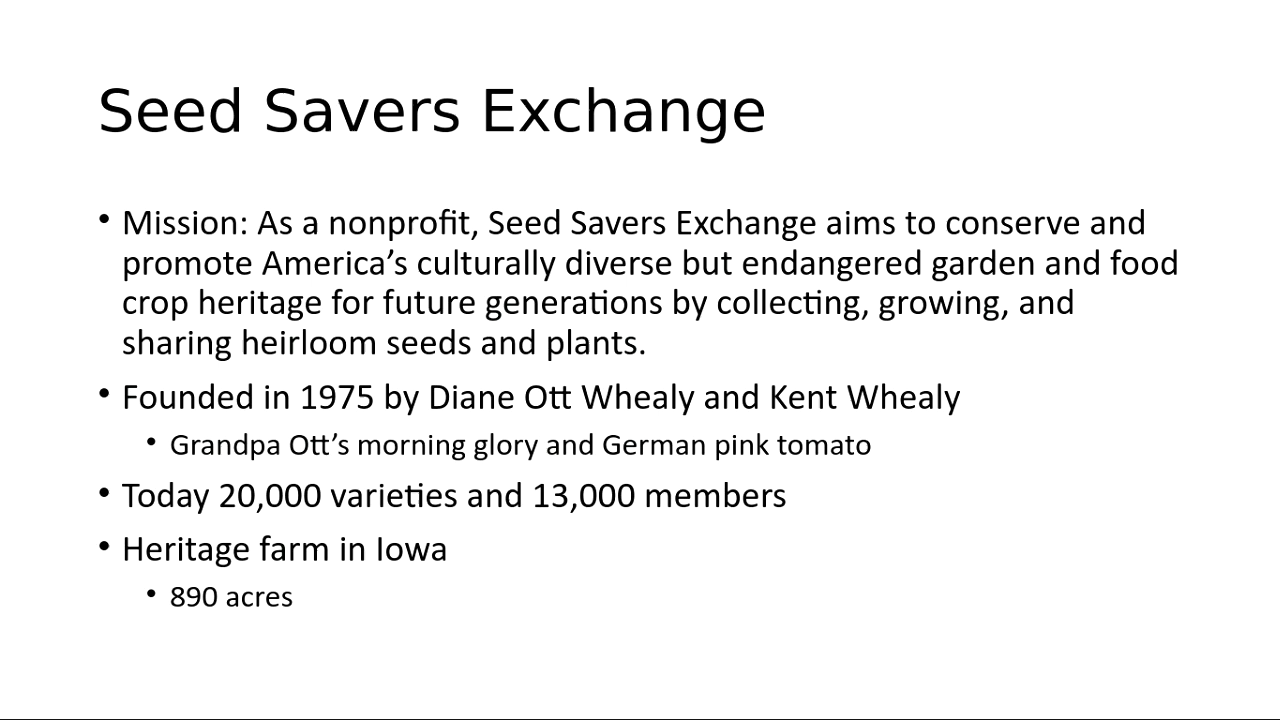 Seed Savers Exchange
• Mission: As a nonprofit, Seed Savers Exchange aims to conserve and
promote America’s culturally diverse but endangered garden and food
crop heritage for future generations by collecting, growing, and
sharing heirloom seeds and plants.
• Founded in 1975 by Diane Ott Whealy and Kent Whealy
• Grandpa Ott’s morning glory and German pink tomato
• Today 20,000 varieties and 13,000 members
• Heritage farm in Iowa
• 890 acres